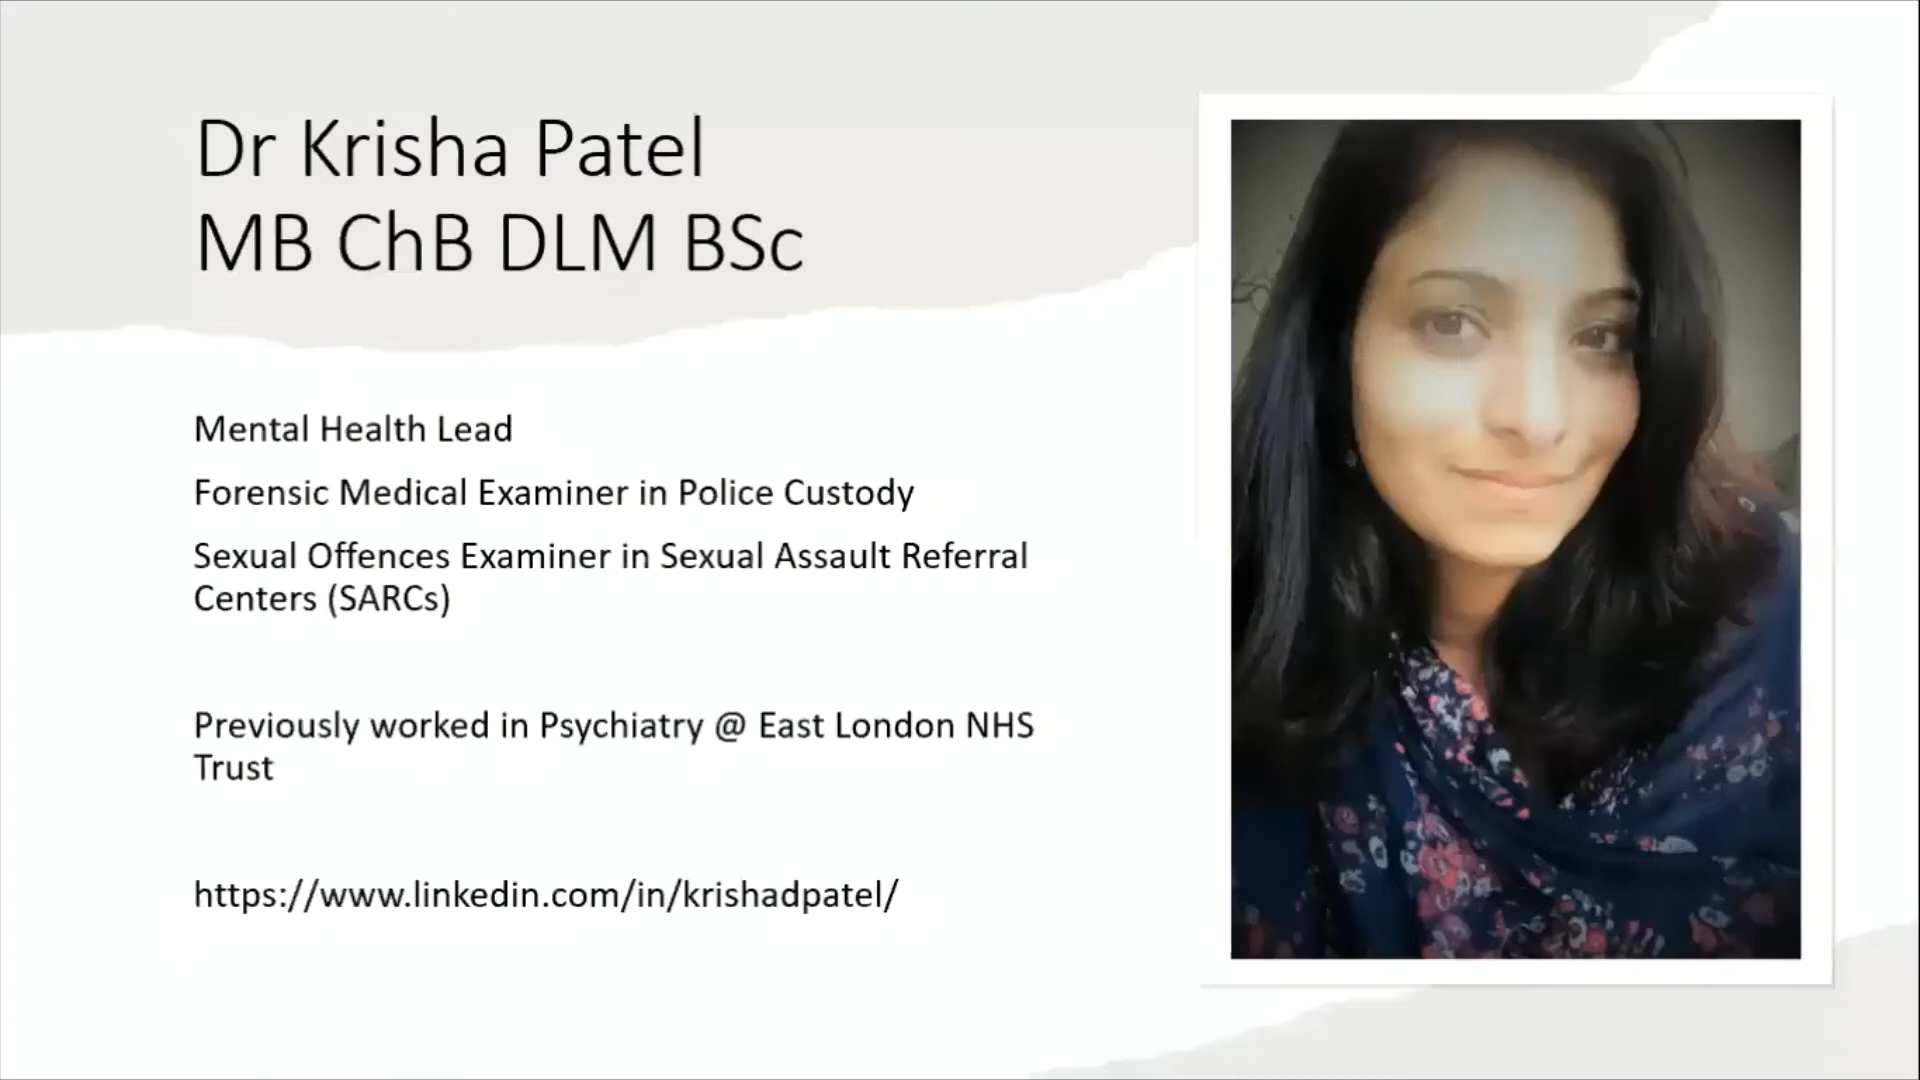 Dr Krisha Patel
MB ChB DLM BSc
Mental Health Lead
Forensic Medical Examiner in Police Custody
Sexual Offences Examiner in Sexual Assault Referral
Centers (SARCs)
Previously worked in Psychiatry @ East London NHS
Trust
https://www.linkedin.com/in/krishadpatel/